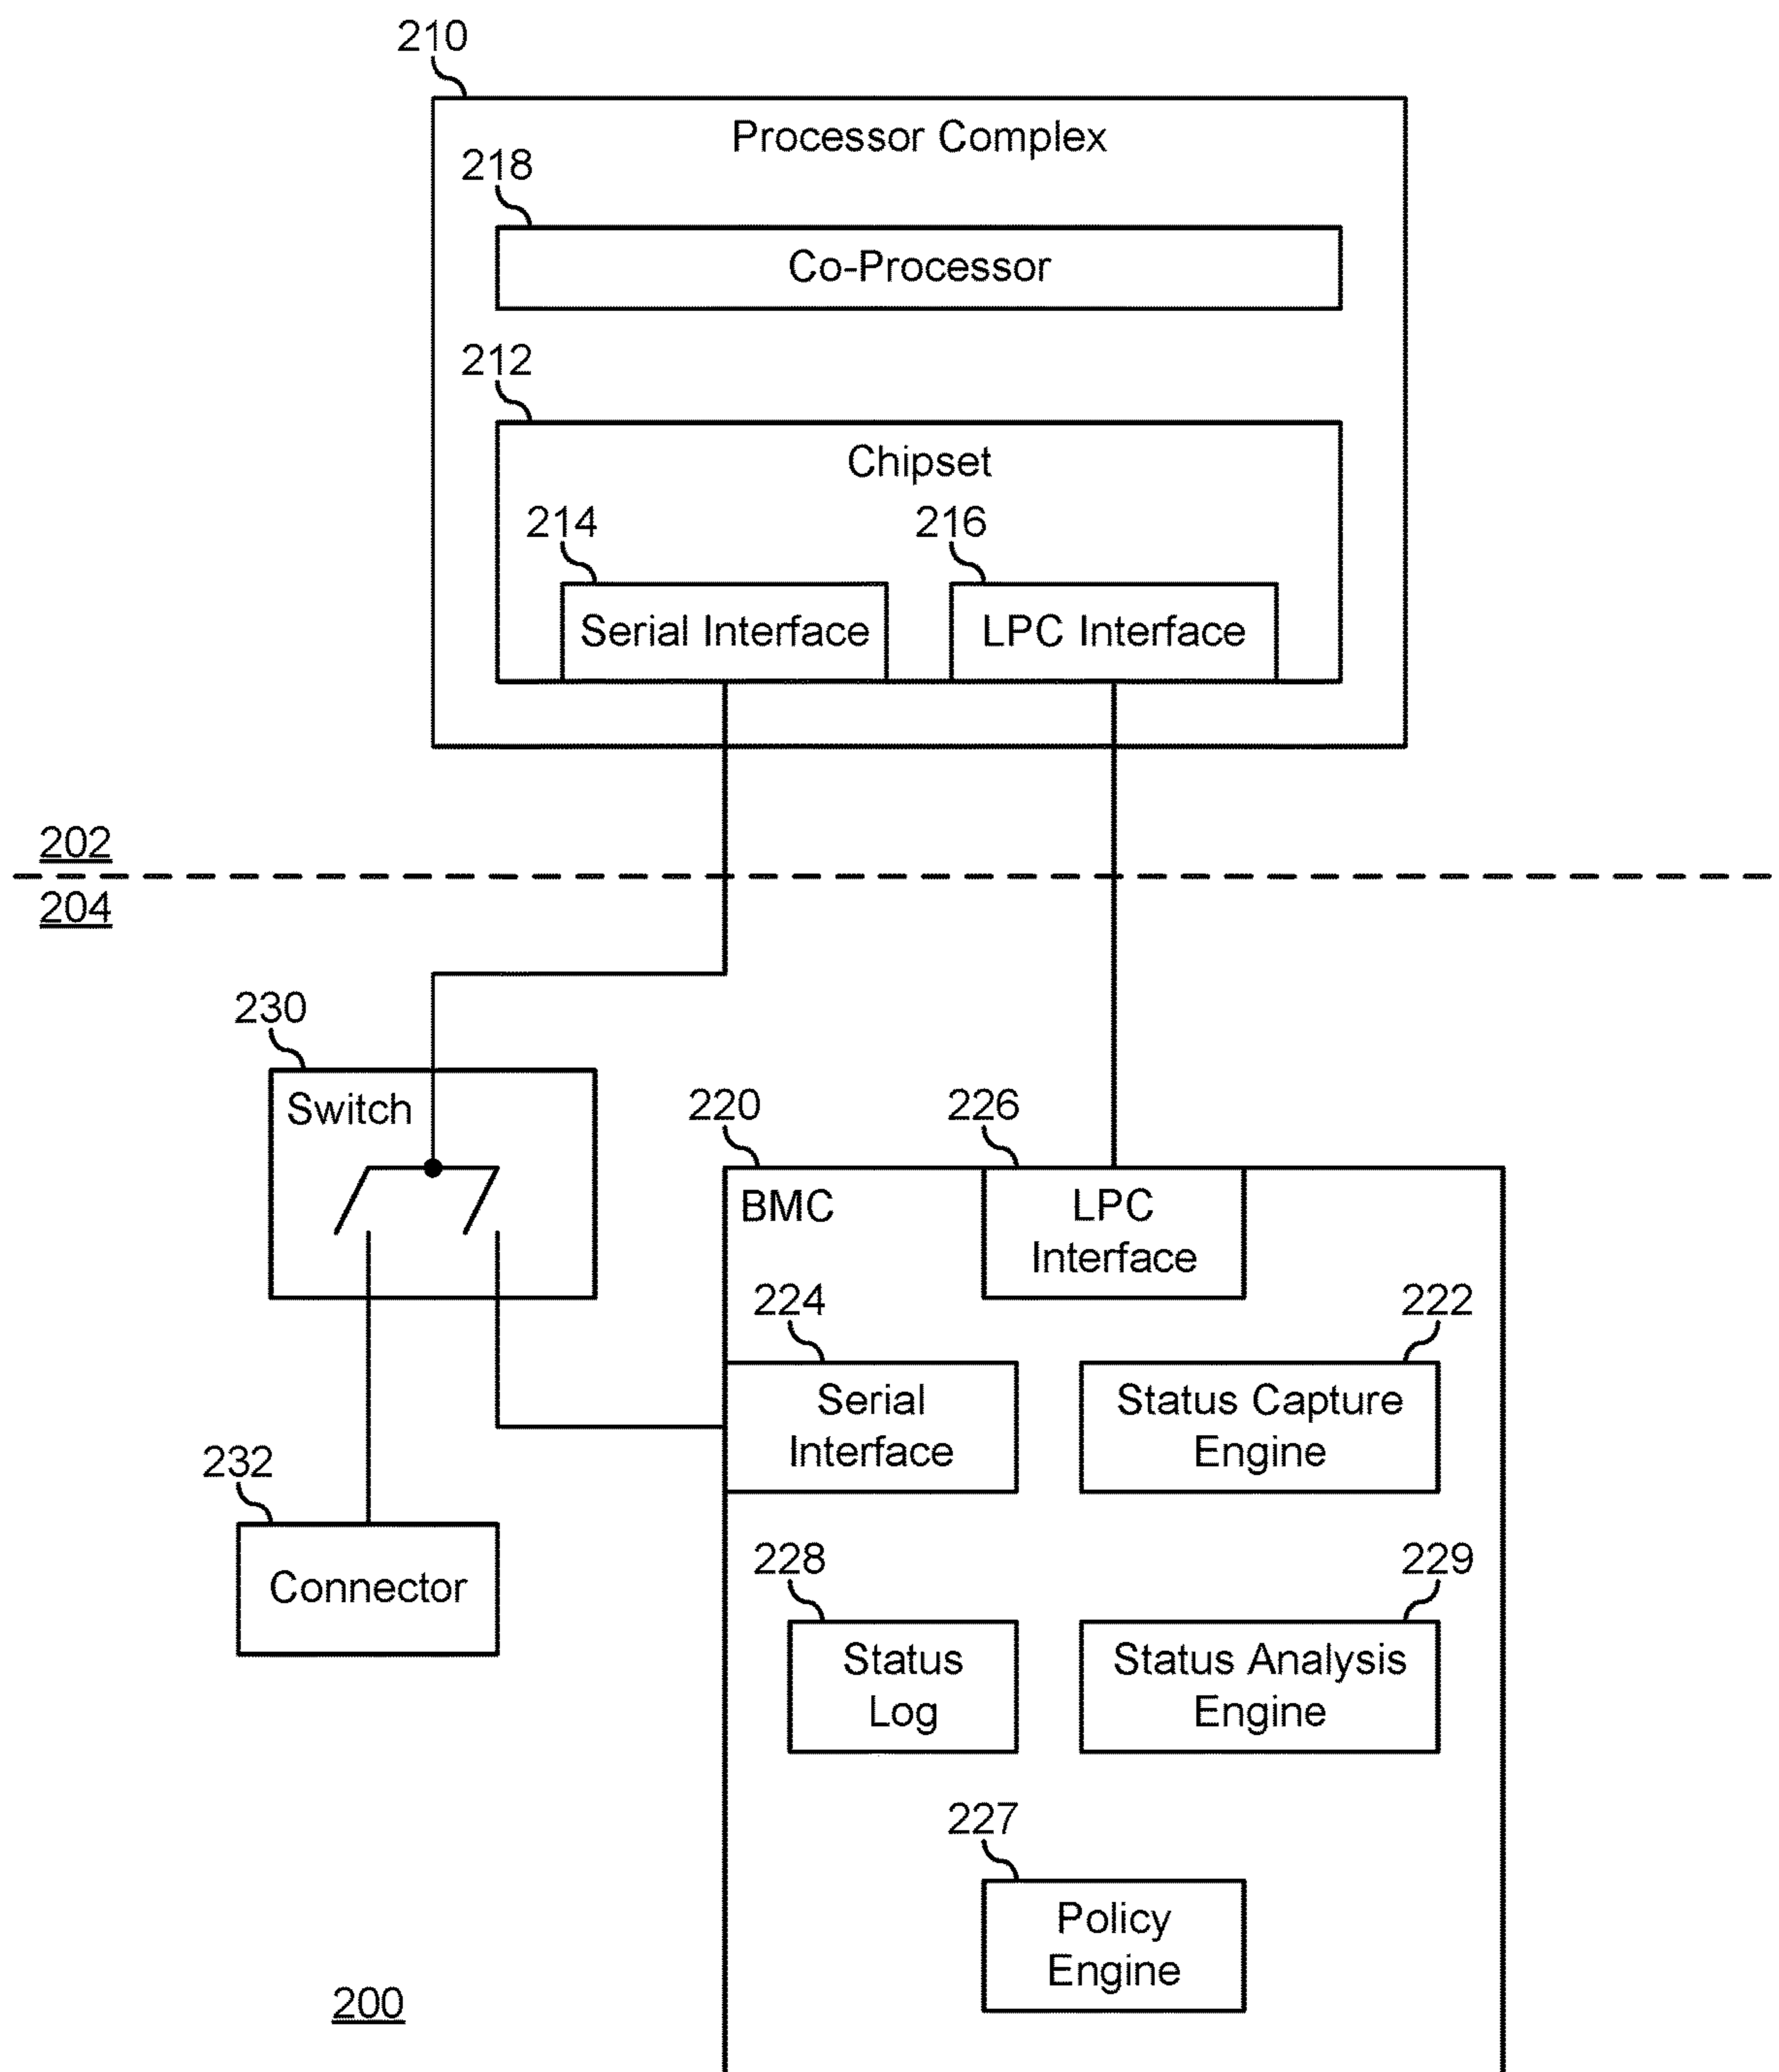 210
Processor Complex
218
Co-Processor
212
Chipset
214
216
Serial Interface
LPC Interface
202
204
230
Switch
220
226
BMC
LPC
Interface
224
222
Serial
Interface
Status Capture
Engine
232
Connector
228
229
Status
Log
Status Analysis
Engine
227
Policy
Engine
200